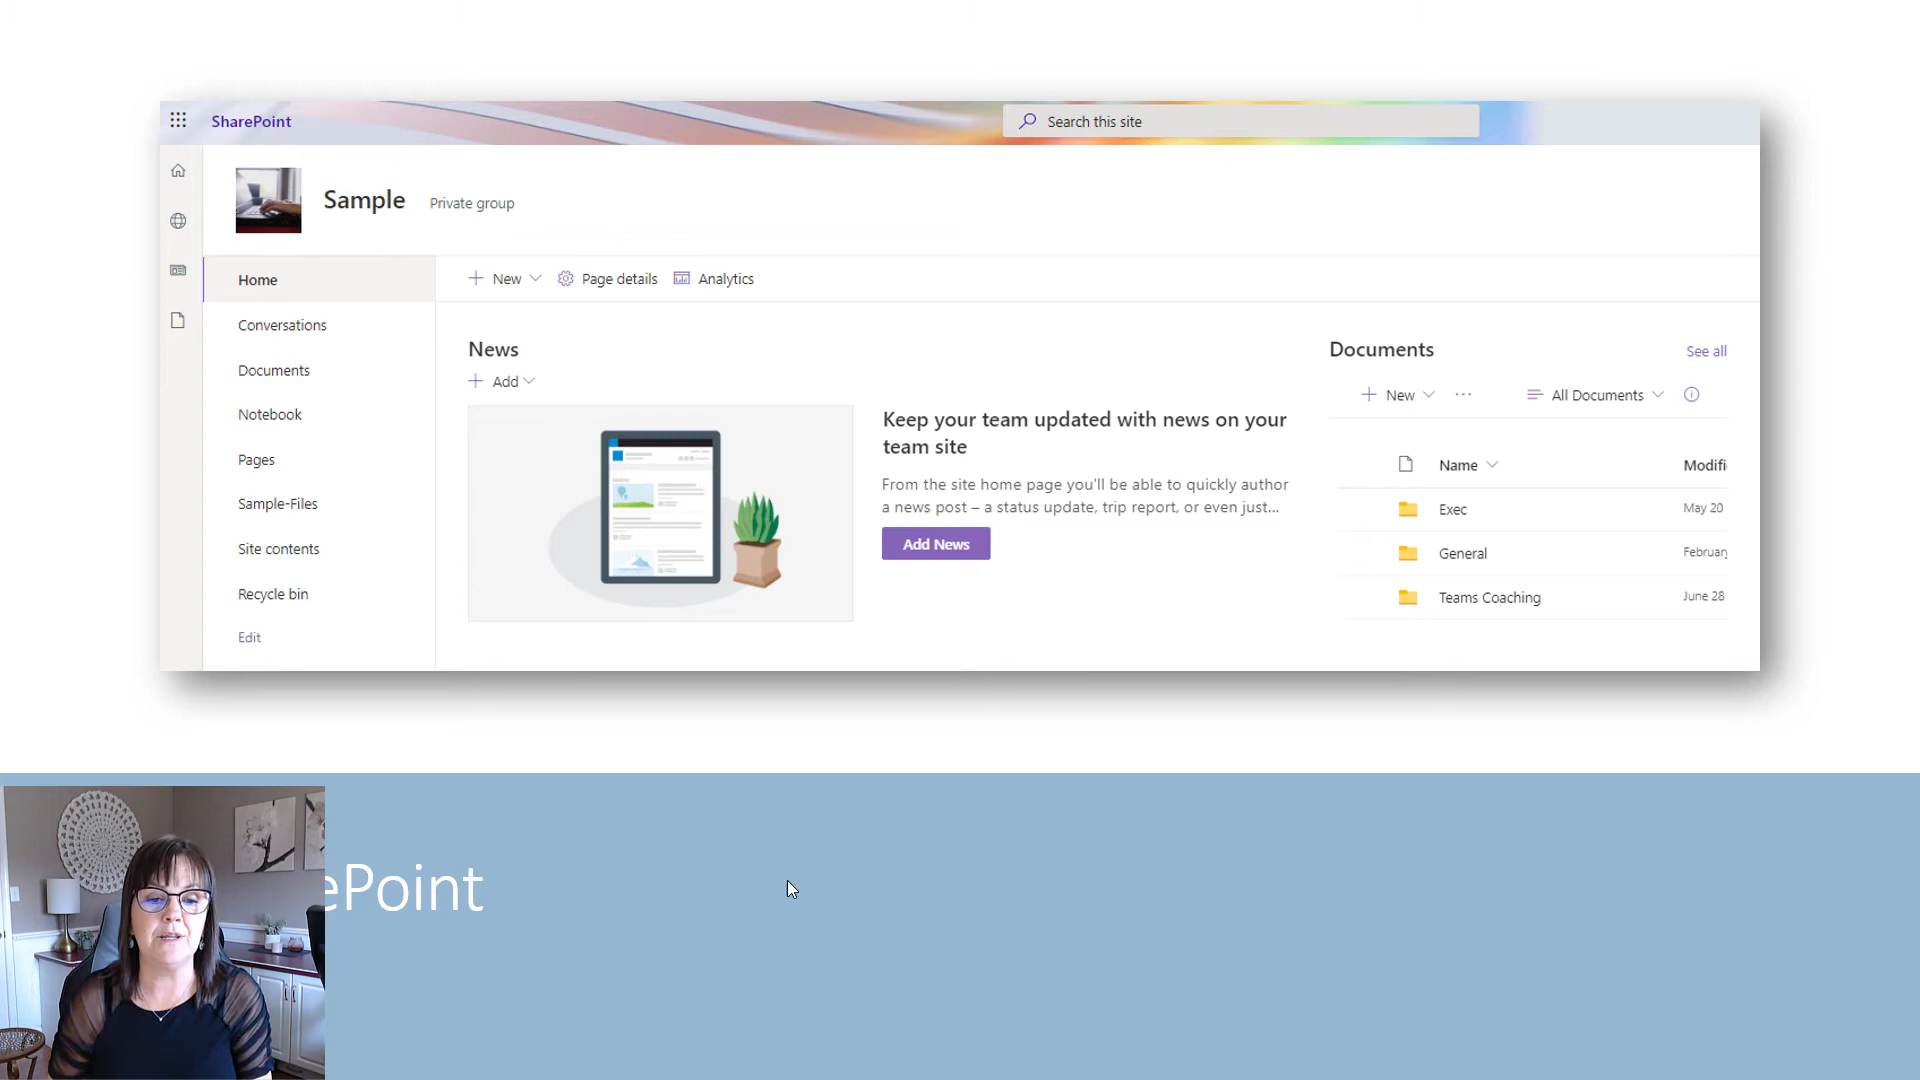 SharePoint
Search this site
Sample
Private group
Home
Conversations
Documents
Notebook
Pages
Sample-Files
Site contents
Recycle bin
Edit
New
Page details
Analytics
News
Add
Keep your team updated with news on your
team site
From the site home page you'll be able to quickly author
a news post – a status update, trip report, or even just...
Add News
Documents
See all
New
All Documents
Name
Modifi
Exec
May 20
General
Februar
Teams Coaching
June 28
ePoint